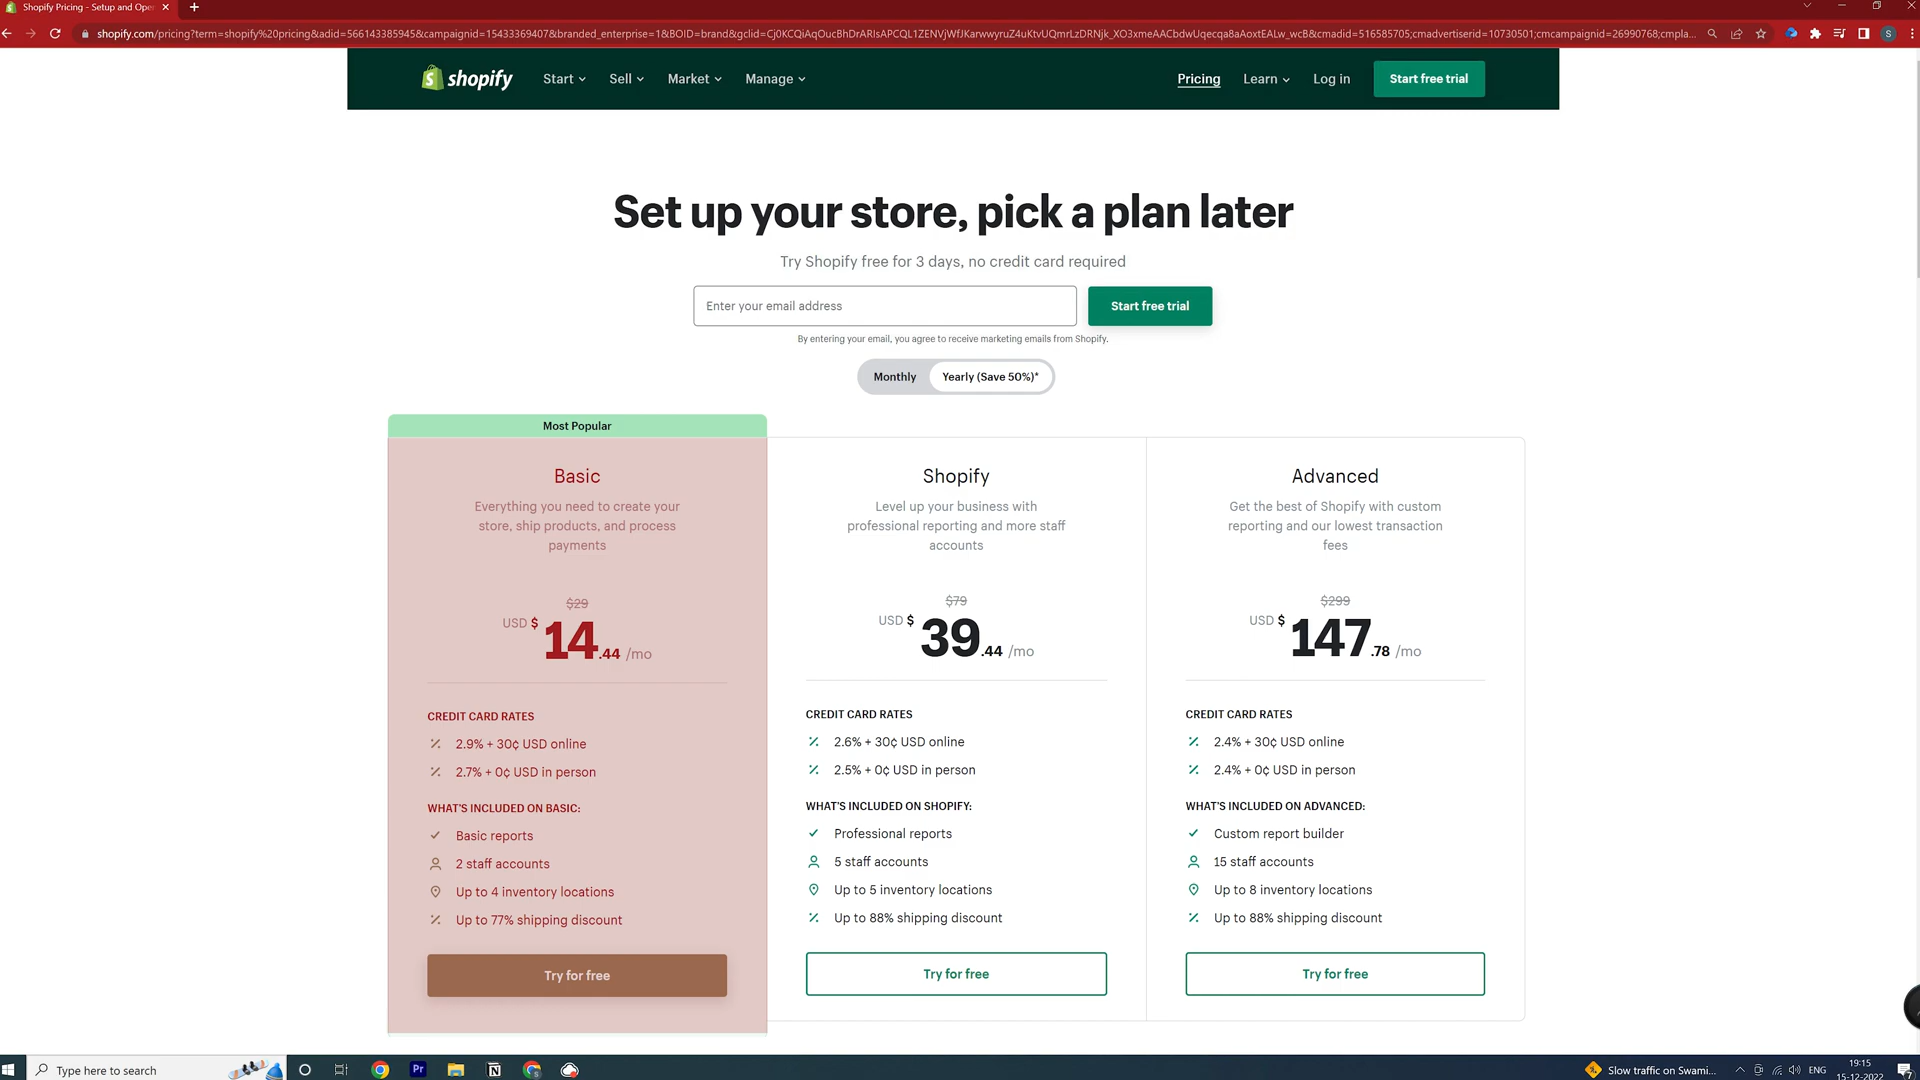 Shopify Pricing - Setup and Ope
shopify.com/pricing?term=shopify%20pricing&adid=566143385945&campaignid=15433369407&branded_enterprise=1&BOID=brand&gclid=Cj0KCQiAqOucBhDrARIsAPCQL1ZENVjWfJKarwwyruZ4uKtvUQmrLzDRNjk_XO3xmeAACbdwUqecqa8aAoxtEALw_wcB&cmadid=516585705;cmadvertiserid=10730501;cmcampaignid=26990768;cmpla...
S
shopify Start Sell Market Manage Pricing Learn Log in Start free trial
Set up your store, pick a plan later
Try Shopify free for 3 days, no credit card required
Enter your email address Start free trial
By entering your email, you agree to receive marketing emails from Shopify.
Monthly Yearly (Save 50%)*
Most Popular
Basic
Everything you need to create your
store, ship products, and process
payments
$29
USD $ 14.44 /mo
CREDIT CARD RATES
2.9% + 30¢ USD online
2.7% + 0¢ USD in person
WHAT'S INCLUDED ON BASIC:
Basic reports
2 staff accounts
Up to 4 inventory locations
Up to 77% shipping discount
Try for free
Shopify
Level up your business with
professional reporting and more staff
accounts
$79
USD $ 39.44 /mo
CREDIT CARD RATES
2.6% + 30¢ USD online
2.5% + 0¢ USD in person
WHAT'S INCLUDED ON SHOPIFY:
Professional reports
5 staff accounts
Up to 5 inventory locations
Up to 88% shipping discount
Try for free
Advanced
Get the best of Shopify with custom
reporting and our lowest transaction
fees
$299
USD $ 147.78 /mo
CREDIT CARD RATES
2.4% + 30¢ USD online
2.4% + 0¢ USD in person
WHAT'S INCLUDED ON ADVANCED:
Custom report builder
15 staff accounts
Up to 8 inventory locations
Up to 88% shipping discount
Try for free
Type here to search
Pr
Slow traffic on Swami...
ENG
19:15
15-12-2022
7